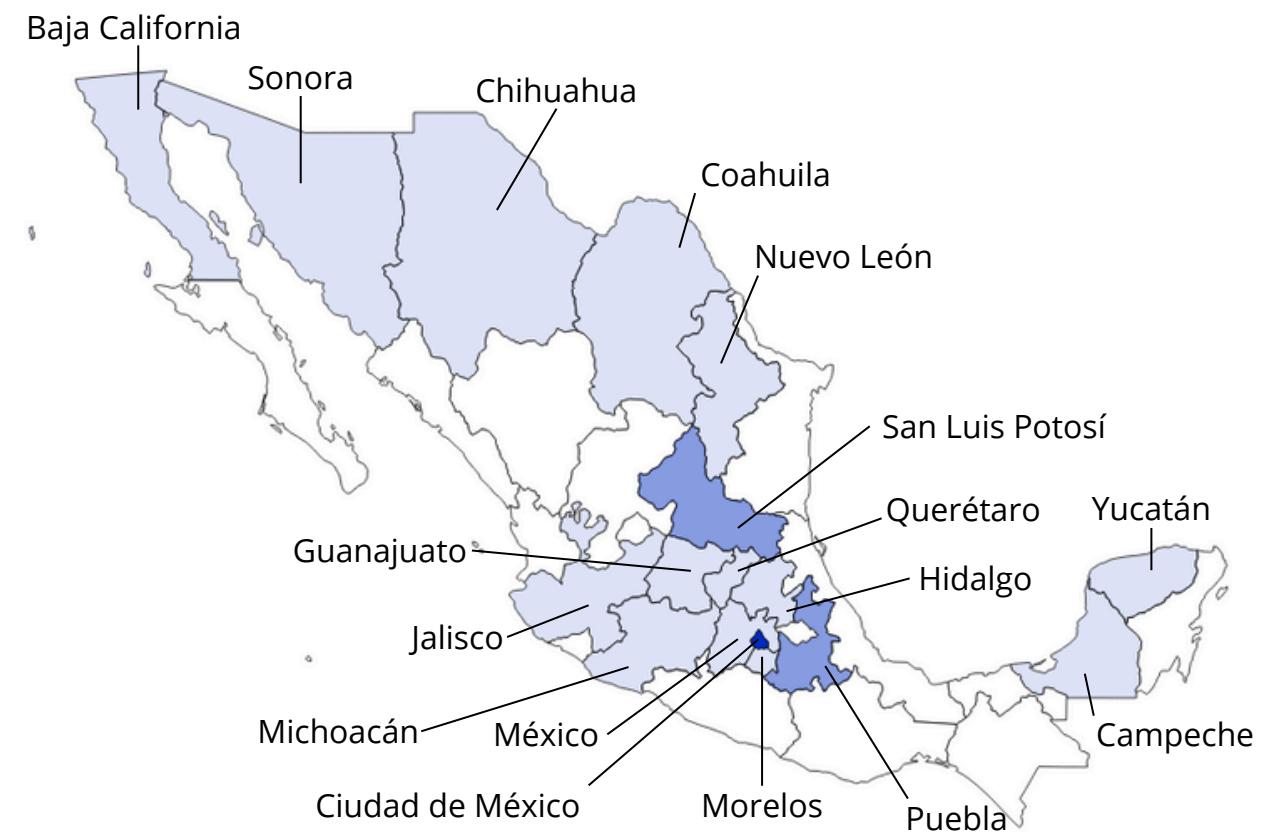 Baja California
Sonora
Chihuahua
Coahuila
Nuevo León
San Luis Potosí
Querétaro
Yucatán
Guanajuato
Hidalgo
Jalisco
Michoacán
México
Campeche
Ciudad de México
Morelos
Puebla